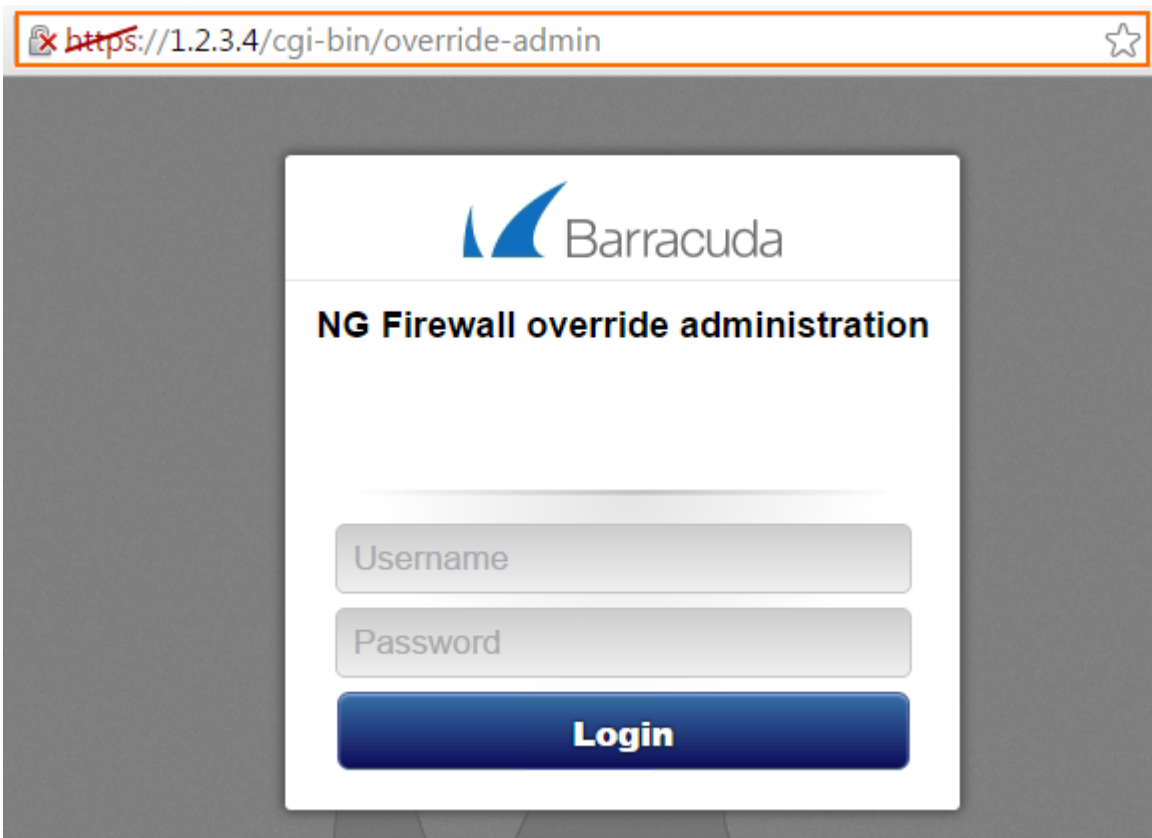 https://1.2.3.4/cgi-bin/override-admin
Barracuda
NG Firewall override administration
Username
Password
Login